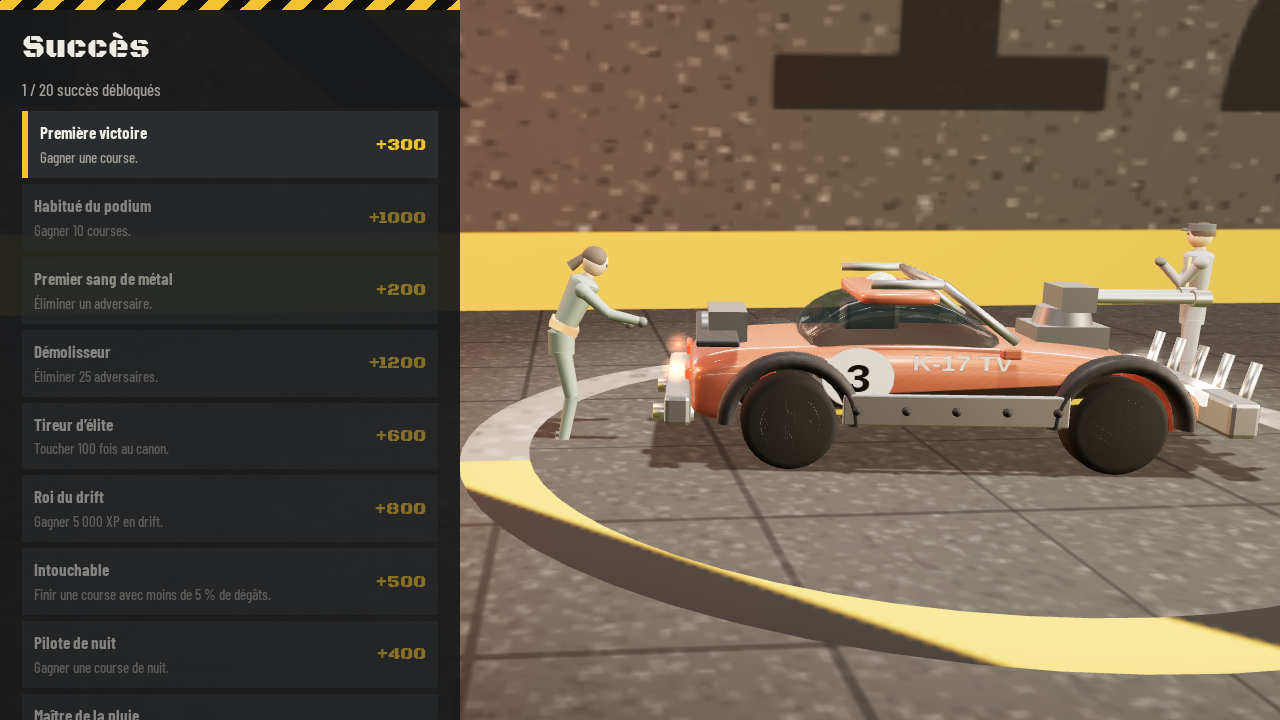 Succès
1 / 20 succès débloqués
Première victoire
Gagner une course.
+300
Habitué du podium
Gagner 10 courses.
+1000
Premier sang de métal
Éliminer un adversaire.
+200
Démolisseur
Éliminer 25 adversaires.
+1200
Tireur d'élite
Toucher 100 fois au canon.
+600
Roi du drift
Gagner 5 000 XP en drift.
+800
Intouchable
Finir une course avec moins de 5 % de dégâts.
+500
Pilote de nuit
Gagner une course de nuit.
+400
Maître de la pluie
3
K-17 TV